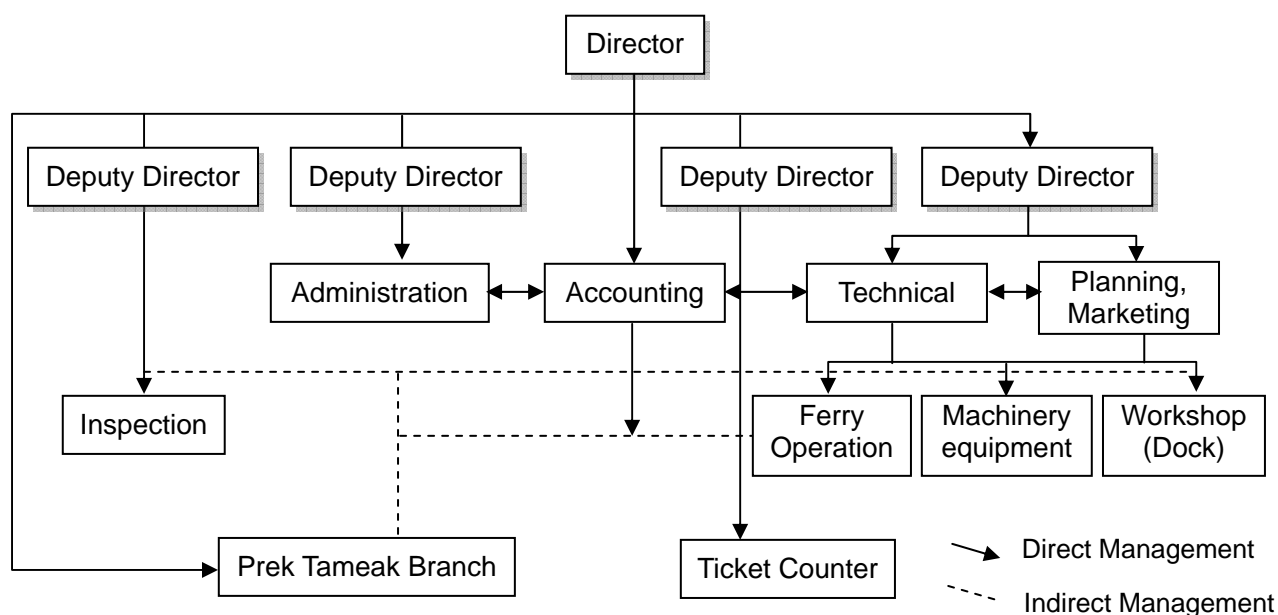 Director
Deputy Director
Deputy Director
Deputy Director
Deputy Director
Administration
Accounting
Technical
Planning,
Marketing
Inspection
Ferry
Operation
Machinery
equipment
Workshop
(Dock)
Prek Tameak Branch
Ticket Counter
Direct Management
Indirect Management